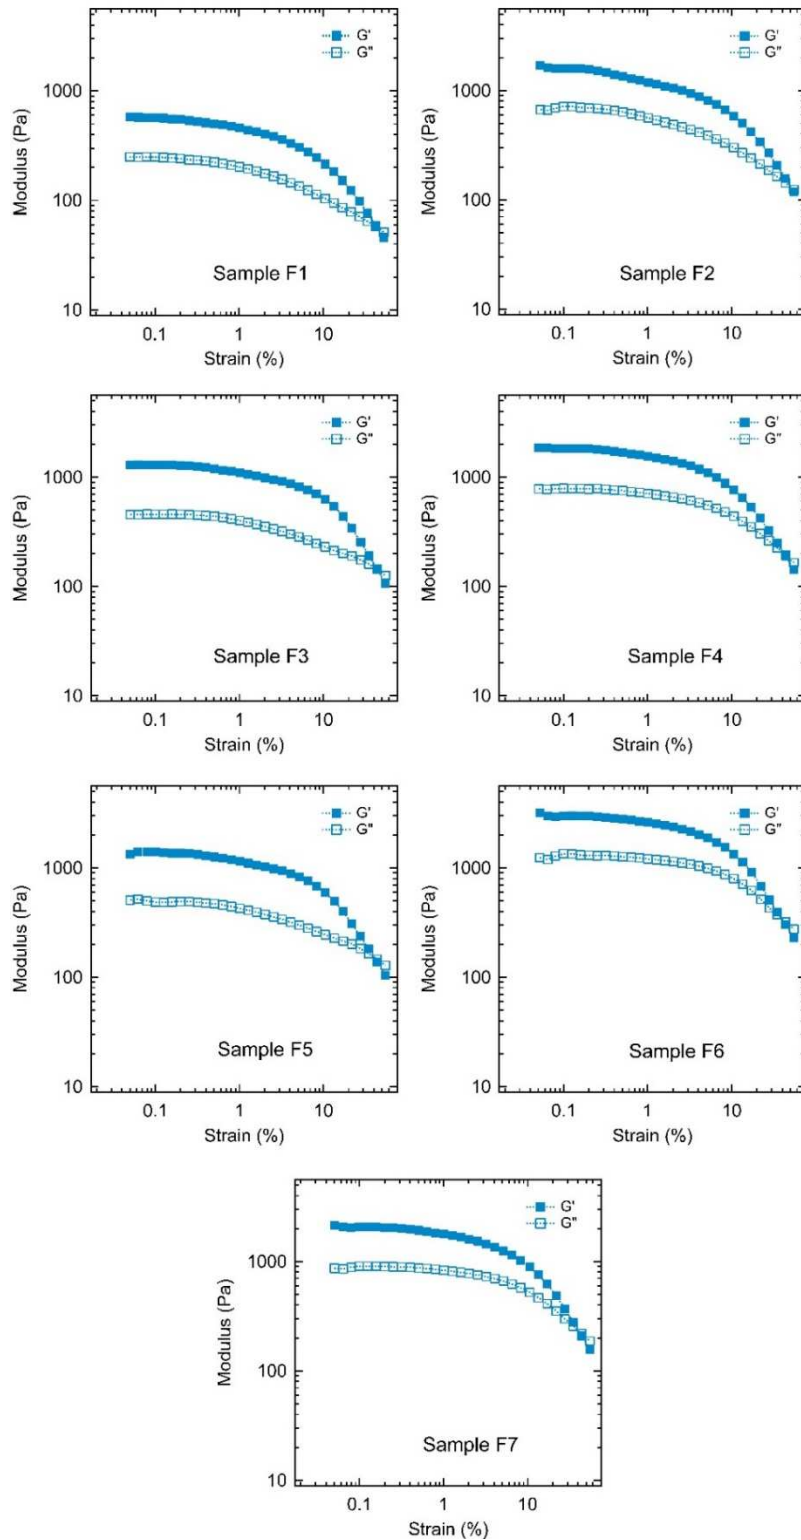 G'
G"
1000
100
10
Modulus (Pa)
Sample F1
0.1 1 10
Strain (%)
G'
G"
1000
100
10
Modulus (Pa)
Sample F2
0.1 1 10
Strain (%)
G'
G"
1000
100
10
Modulus (Pa)
Sample F3
0.1 1 10
Strain (%)
G'
G"
1000
100
10
Modulus (Pa)
Sample F4
0.1 1 10
Strain (%)
G'
G"
1000
100
10
Modulus (Pa)
Sample F5
0.1 1 10
Strain (%)
G'
G"
1000
100
10
Modulus (Pa)
Sample F6
0.1 1 10
Strain (%)
G'
G"
1000
100
10
Modulus (Pa)
Sample F7
0.1 1 10
Strain (%)